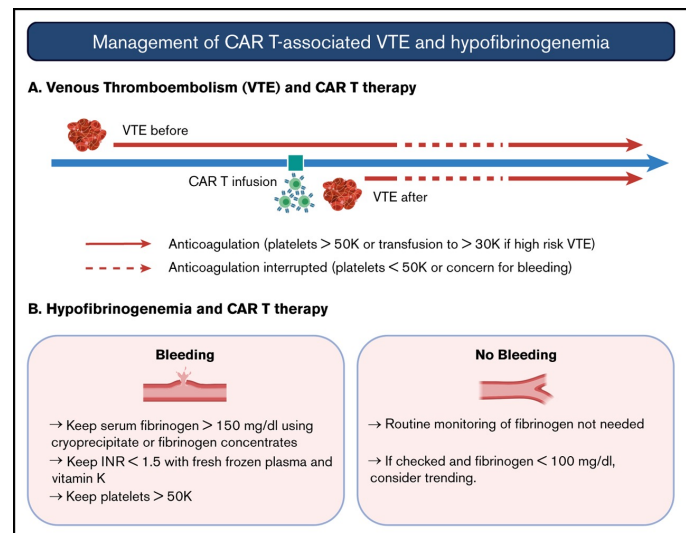 Management of CAR T-associated VTE and hypofibrinogenemia
A. Venous Thromboembolism (VTE) and CAR T therapy
VTE before
CAR T infusion
VTE after
Anticoagulation (platelets > 50K or transfusion to > 30K if high risk VTE)
Anticoagulation interrupted (platelets < 50K or concern for bleeding)
B. Hypofibrinogenemia and CAR T therapy
Bleeding
→ Keep serum fibrinogen > 150 mg/dl using
cryoprecipitate or fibrinogen concentrates
→ Keep INR < 1.5 with fresh frozen plasma and
vitamin K
→ Keep platelets > 50K
No Bleeding
→ Routine monitoring of fibrinogen not needed
→ If checked and fibrinogen < 100 mg/dl,
consider trending.